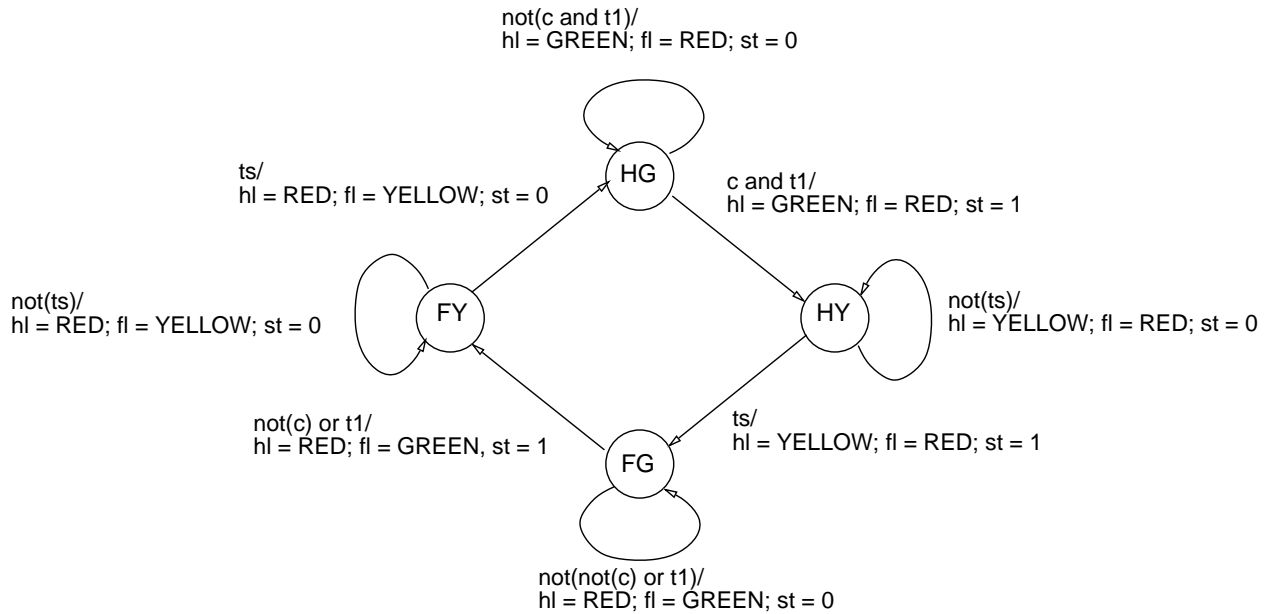 not(c and t1)/
hl = GREEN; fl = RED; st = 0
ts/
hl = RED; fl = YELLOW; st = 0
HG
c and t1/
hl = GREEN; fl = RED; st = 1
not(ts)/
hl = RED; fl = YELLOW; st = 0
FY
HY
not(ts)/
hl = YELLOW; fl = RED; st = 0
not(c) or t1/
hl = RED; fl = GREEN, st = 1
ts/
hl = YELLOW; fl = RED; st = 1
FG
not(not(c) or t1)/
hl = RED; fl = GREEN; st = 0